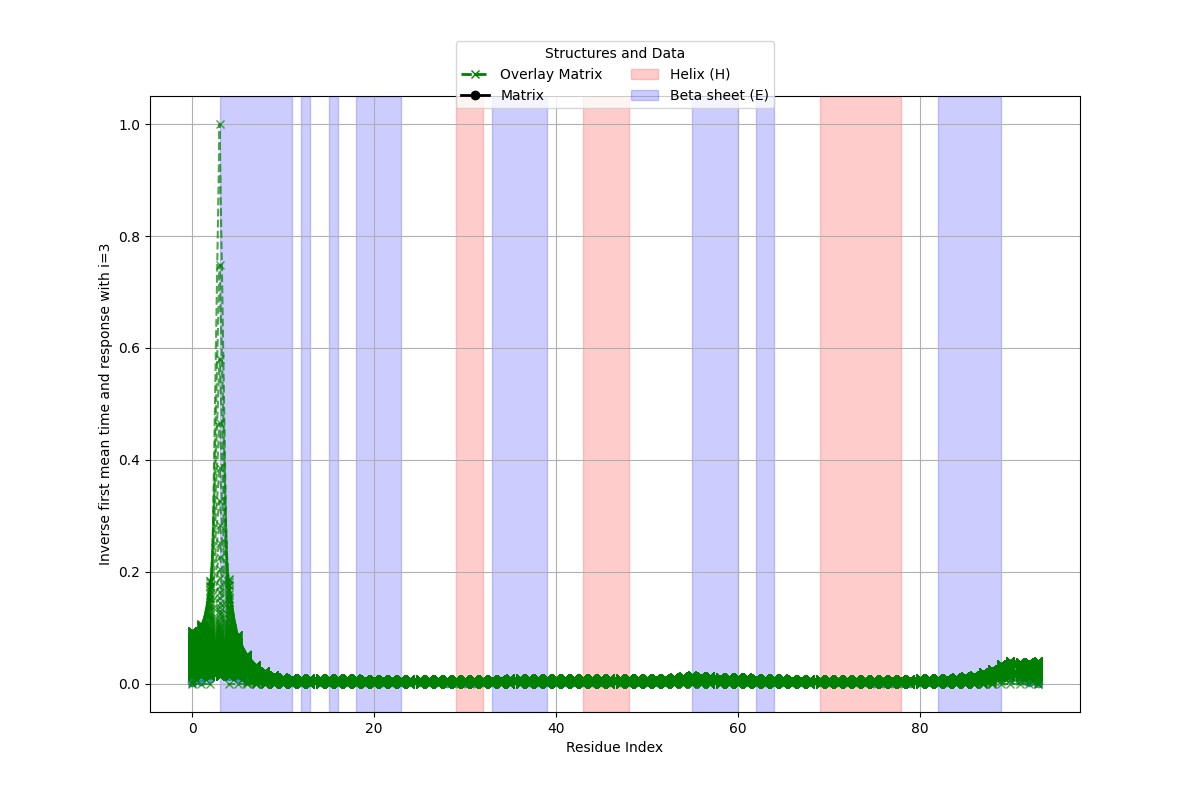 Structures and Data
Overlay Matrix
Matrix
Helix (H)
Beta sheet (E)
Inverse first mean time and response with i=3
1.0
0.8
0.6
0.4
0.2
0.0
0 20 40 60 80
Residue Index